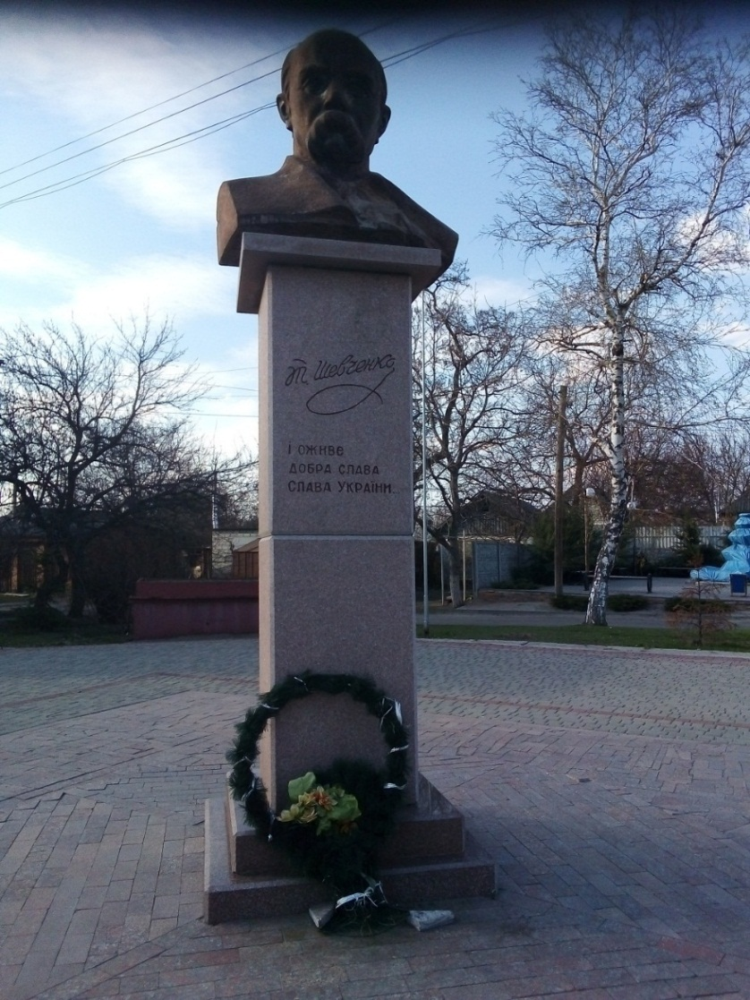 Т. Шевченко
І оживе
добра слава
слава україни...